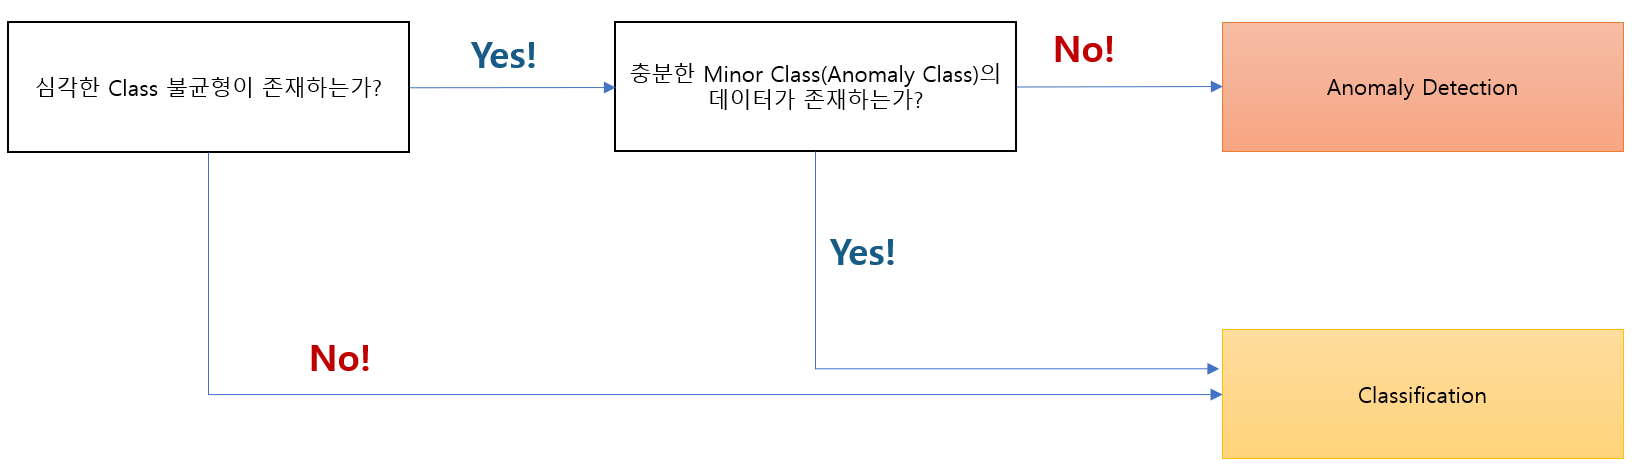 심각한 Class 불균형이 존재하는가?
Yes!
충분한 Minor Class(Anomaly Class)의
데이터가 존재하는가?
No!
Anomaly Detection
Yes!
No!
Classification